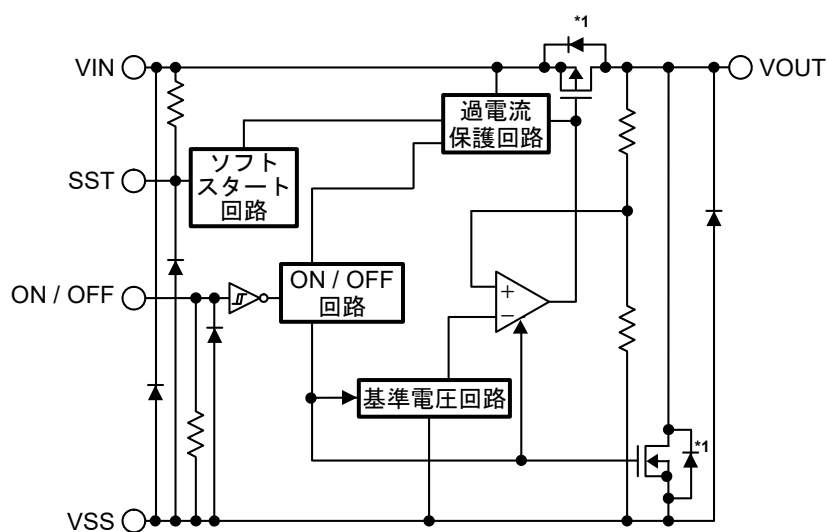 *1
VIN
VOUT
過電流
保護回路
ソフト
スタート
回路
SST
ON / OFF
ON / OFF
回路
+
−
基準電圧回路
*1
VSS